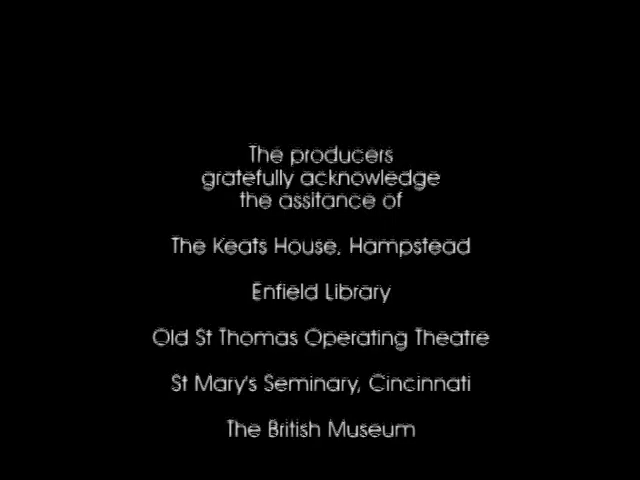 The producers
gratefully acknowledge
the assitance of
The Keats House, Hampstead
Enfield Library
Old St Thomas Operating Theatre
St Mary's Seminary, Cincinnati
The British Museum